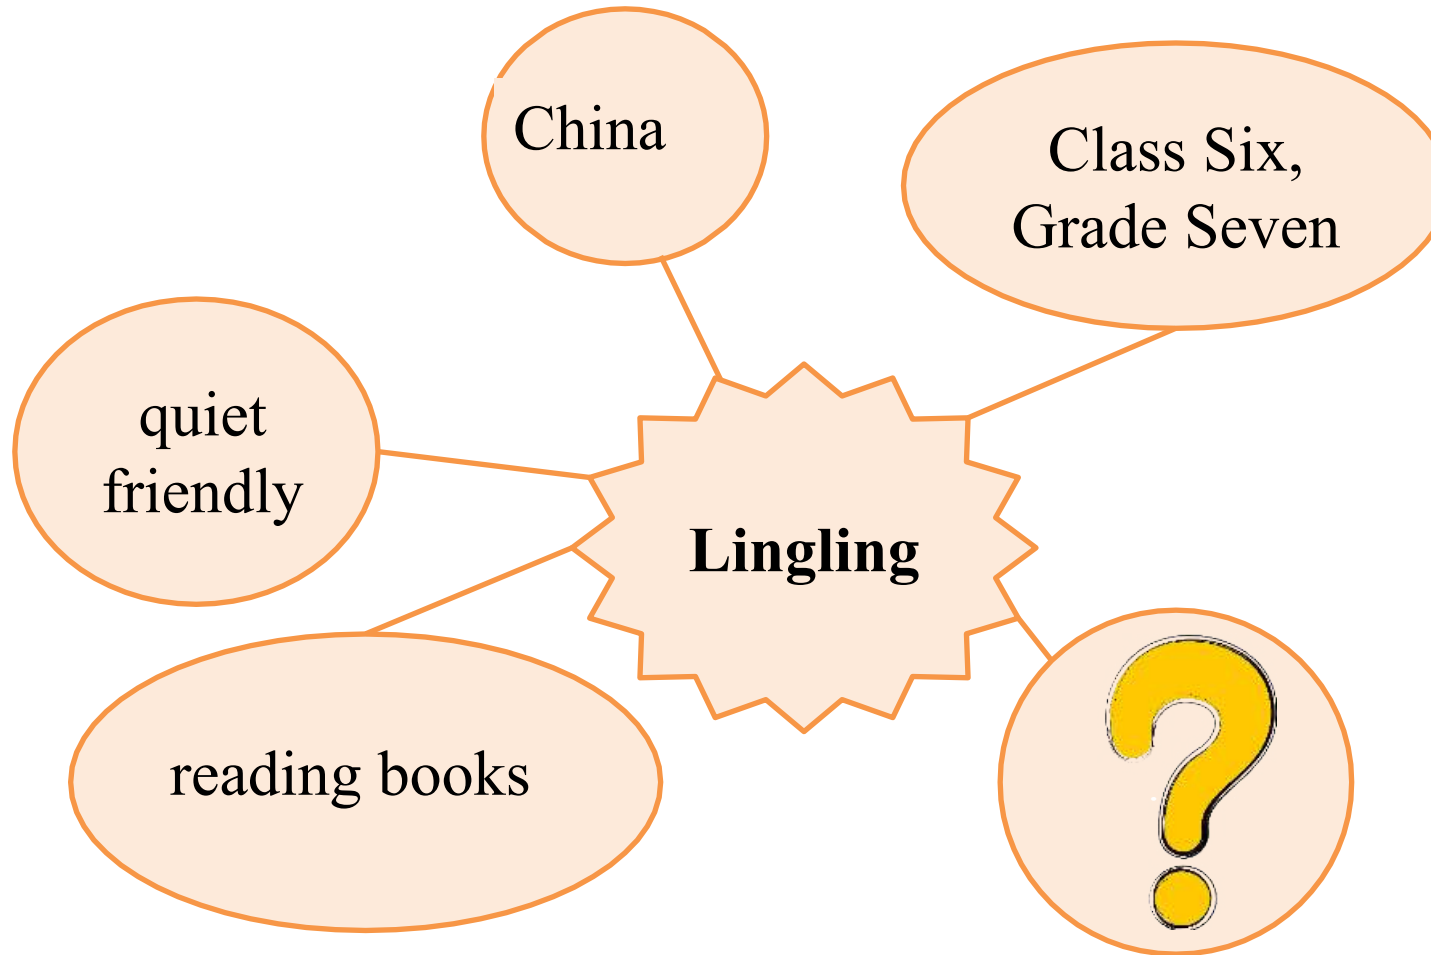 China
Class Six,
Grade Seven
quiet
friendly
Lingling
reading books
?